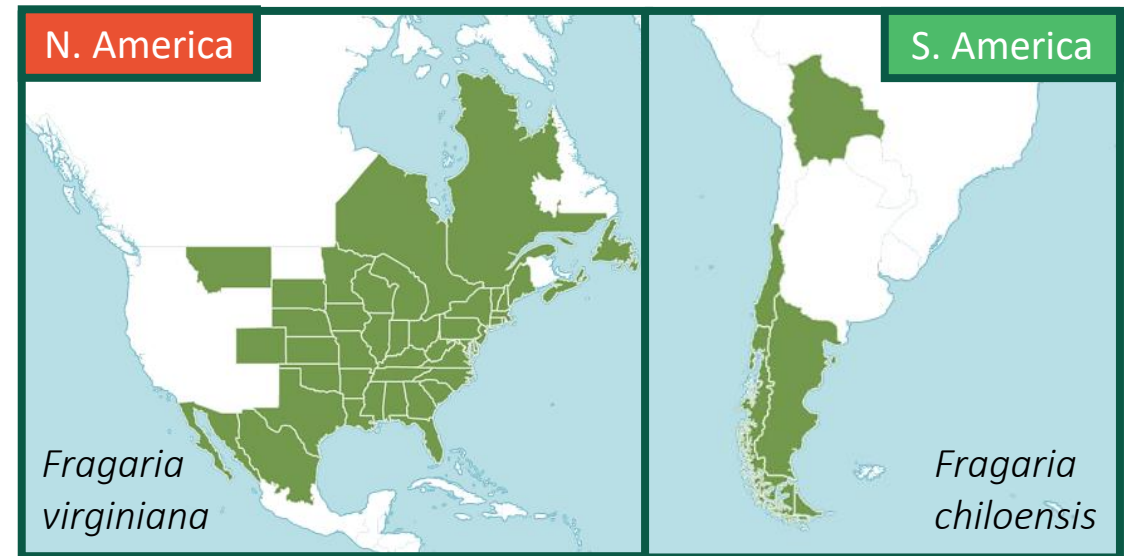 N. America
Fragaria
virginiana
S. America
Fragaria
chiloensis